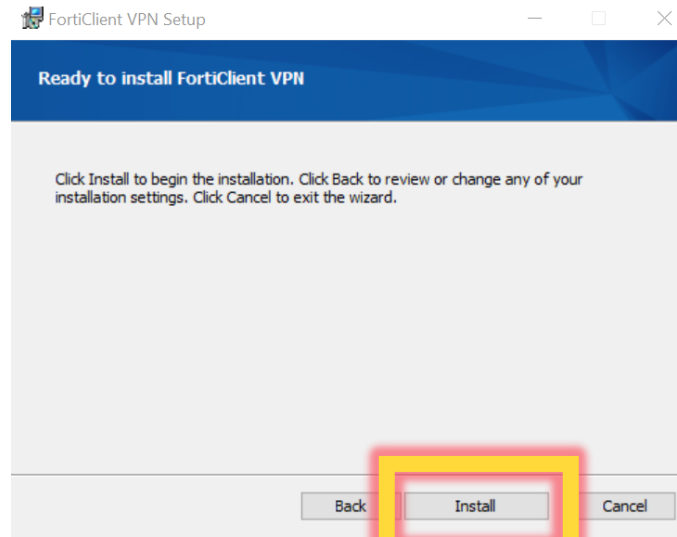 FortiClient VPN Setup
Ready to install FortiClient VPN
Click Install to begin the installation. Click Back to review or change any of your
installation settings. Click Cancel to exit the wizard.
Back Install Cancel